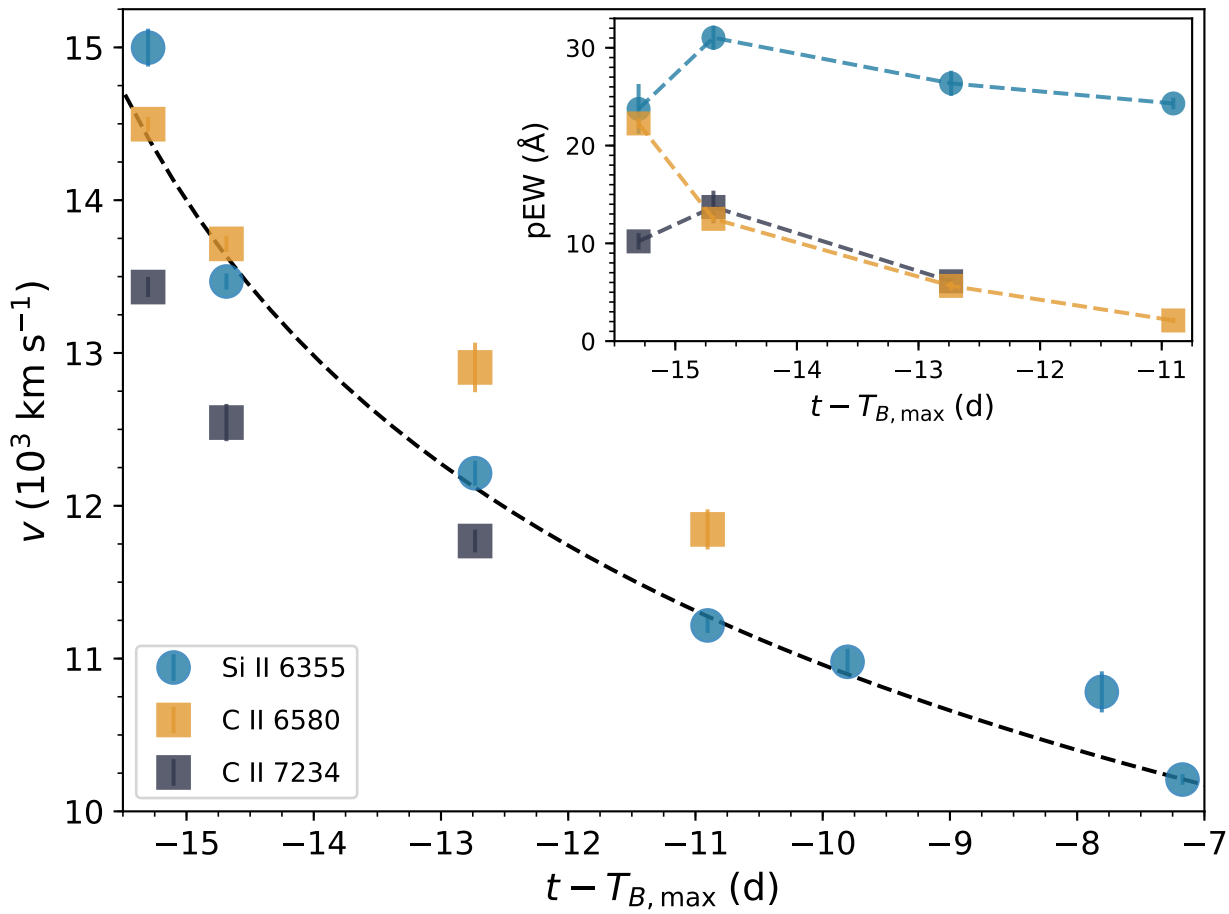 15
14
13
12
11
10
v (10³ km s⁻¹)
−15 −14 −13 −12 −11 −10 −9 −8 −7
t − T_B, max (d)
Si II 6355
C II 6580
C II 7234
30
20
10
0
pEW (Å)
−15 −14 −13 −12 −11
t − T_B, max (d)